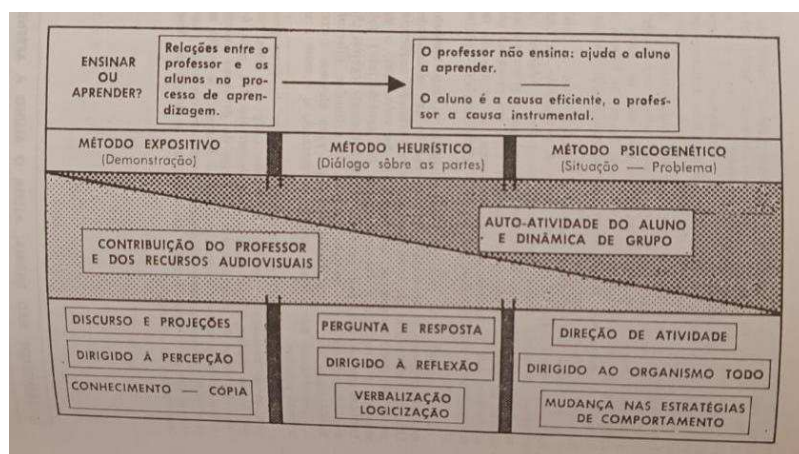 ENSINAR
OU
APRENDER?
Relações entre o
professor e os
alunos no pro-
cesso de apren-
dizagem.
O professor não ensina: ajuda o aluno
a aprender.
O aluno é a causa eficiente, o profes-
sor a causa instrumental.
MÉTODO EXPOSITIVO
(Demonstração)
MÉTODO HEURÍSTICO
(Diálogo sôbre as partes)
MÉTODO PSICOGENÉTICO
(Situação — Problema)
CONTRIBUIÇÃO DO PROFESSOR
E DOS RECURSOS AUDIOVISUAIS
AUTO-ATIVIDADE DO ALUNO
E DINÂMICA DE GRUPO
DISCURSO E PROJEÇÕES
DIRIGIDO À PERCEPÇÃO
CONHECIMENTO — CÓPIA
PERGUNTA E RESPOSTA
DIRIGIDO À REFLEXÃO
VERBALIZAÇÃO
LOGICIZAÇÃO
DIREÇÃO DE ATIVIDADE
DIRIGIDO AO ORGANISMO TODO
MUDANÇA NAS ESTRATÉGIAS
DE COMPORTAMENTO